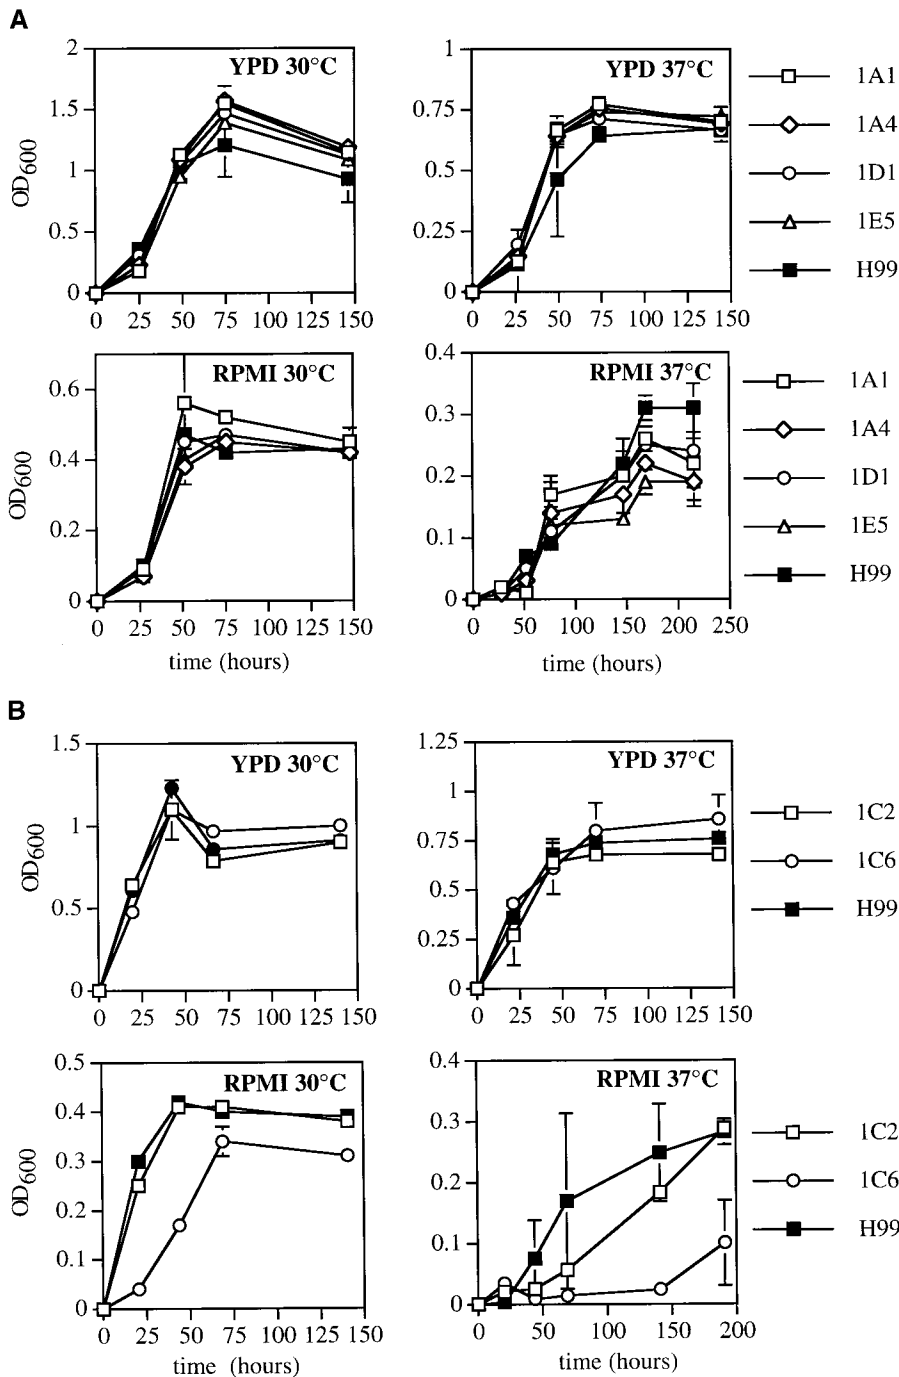 A
YPD 30°C
2
1.5
1
0.5
0
OD600
0 25 50 75 100 125 150
YPD 37°C
1
0.75
0.5
0.25
0
0 25 50 75 100 125 150
1A1
1A4
1D1
1E5
H99
RPMI 30°C
0.6
0.4
0.2
0
OD600
0 25 50 75 100 125 150
time (hours)
RPMI 37°C
0.4
0.3
0.2
0.1
0
0 50 100 150 200 250
time (hours)
1A1
1A4
1D1
1E5
H99
B
YPD 30°C
1.5
1
0.5
0
OD600
0 25 50 75 100 125 150
YPD 37°C
1.25
1
0.75
0.5
0.25
0
0 25 50 75 100 125 150
1C2
1C6
H99
RPMI 30°C
0.5
0.4
0.3
0.2
0.1
0
OD600
0 25 50 75 100 125 150
time (hours)
RPMI 37°C
0.4
0.3
0.2
0.1
0
0 50 100 150 200
time (hours)
1C2
1C6
H99